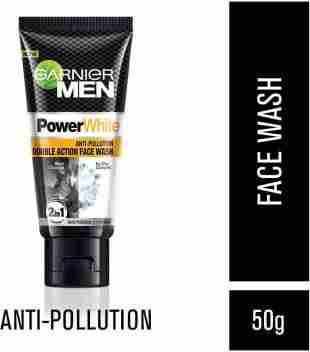 GARNIER
MEN
PowerWhite
ANTI-POLLUTION
DOUBLE ACTION FACE WASH
2in1
ANTI-POLLUTION
FACE WASH
50g